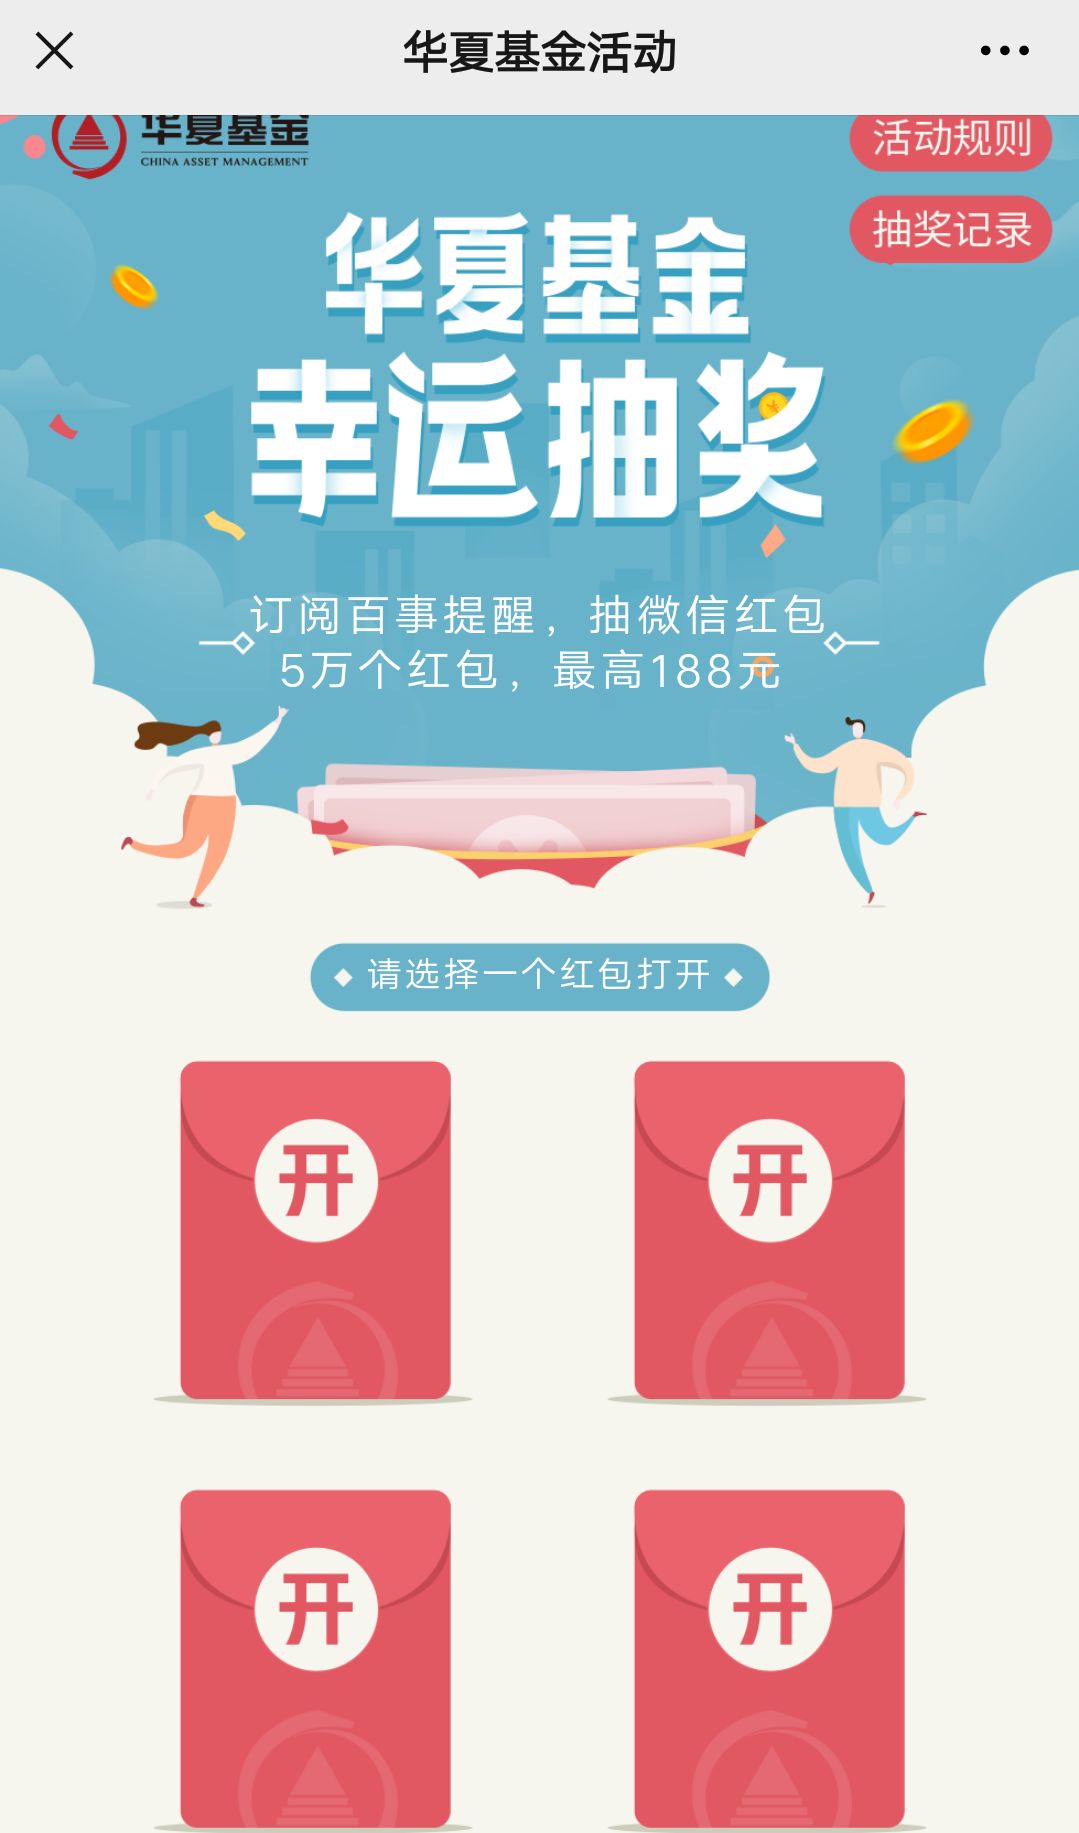 华夏基金活动
华夏基金
CHINA ASSET MANAGEMENT
活动规则
抽奖记录
华夏基金
幸运抽奖
订阅百事提醒，抽微信红包
5万个红包，最高188元
请选择一个红包打开
开
开
开
开